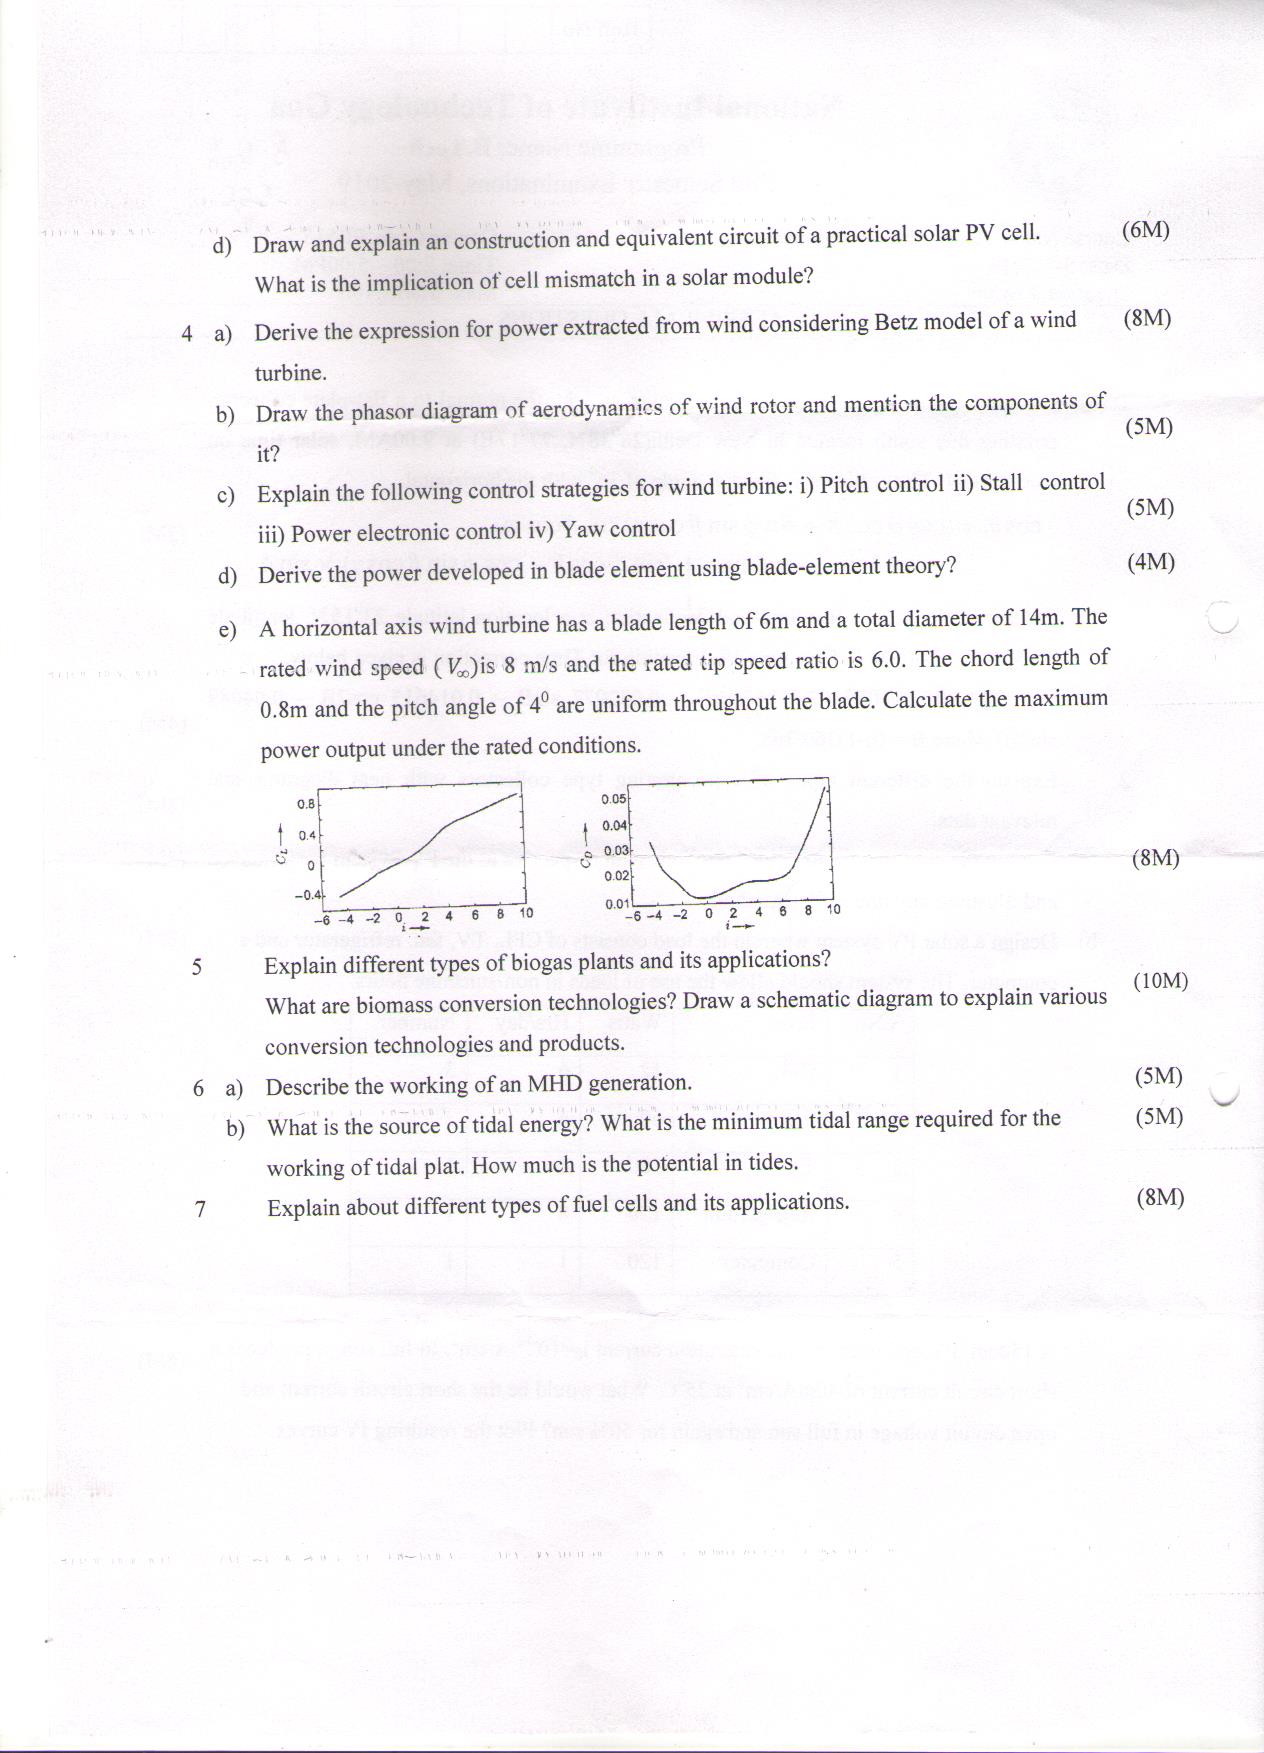 d) Draw and explain an construction and equivalent circuit of a practical solar PV cell. (6M)
What is the implication of cell mismatch in a solar module?
4 a) Derive the expression for power extracted from wind considering Betz model of a wind (8M)
turbine.
b) Draw the phasor diagram of aerodynamics of wind rotor and mention the components of
it? (5M)
c) Explain the following control strategies for wind turbine: i) Pitch control ii) Stall control
iii) Power electronic control iv) Yaw control (5M)
d) Derive the power developed in blade element using blade-element theory? (4M)
e) A horizontal axis wind turbine has a blade length of 6m and a total diameter of 14m. The
rated wind speed (V∞)is 8 m/s and the rated tip speed ratio is 6.0. The chord length of
0.8m and the pitch angle of 4⁰ are uniform throughout the blade. Calculate the maximum
power output under the rated conditions.
0.8
0.4
0
−0.4
C_L →
−6 −4 −2 0 2 4 6 8 10
i →
0.05
0.04
0.03
0.02
0.01
C_D →
−6 −4 −2 0 2 4 6 8 10
i →
(8M)
5 Explain different types of biogas plants and its applications?
(10M)
What are biomass conversion technologies? Draw a schematic diagram to explain various
conversion technologies and products.
6 a) Describe the working of an MHD generation. (5M)
b) What is the source of tidal energy? What is the minimum tidal range required for the (5M)
working of tidal plat. How much is the potential in tides.
7 Explain about different types of fuel cells and its applications. (8M)